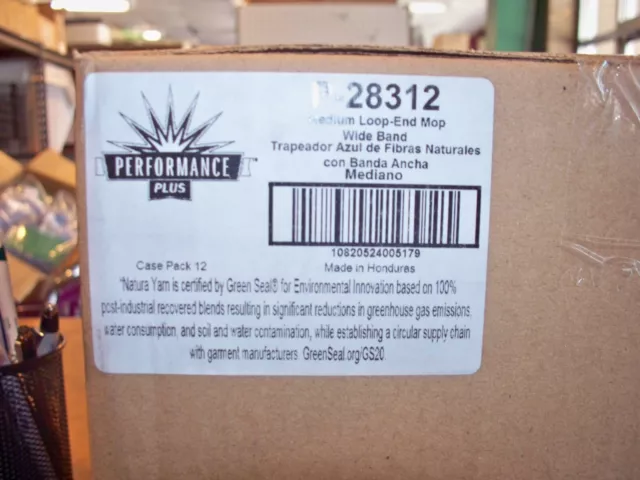 PERFORMANCE
PLUS
28312
Medium Loop-End Mop
Wide Band
Trapeador Azul de Fibras Naturales
con Banda Ancha
Mediano
10820524005179
Case Pack 12
Made in Honduras
"Natura Yarn is certified by Green Seal® for Environmental Innovation based on 100%
post-industrial recovered blends resulting in significant reductions in greenhouse gas emissions,
water consumption, and soil and water contamination, while establishing a circular supply chain
with garment manufacturers. GreenSeal.org/GS20